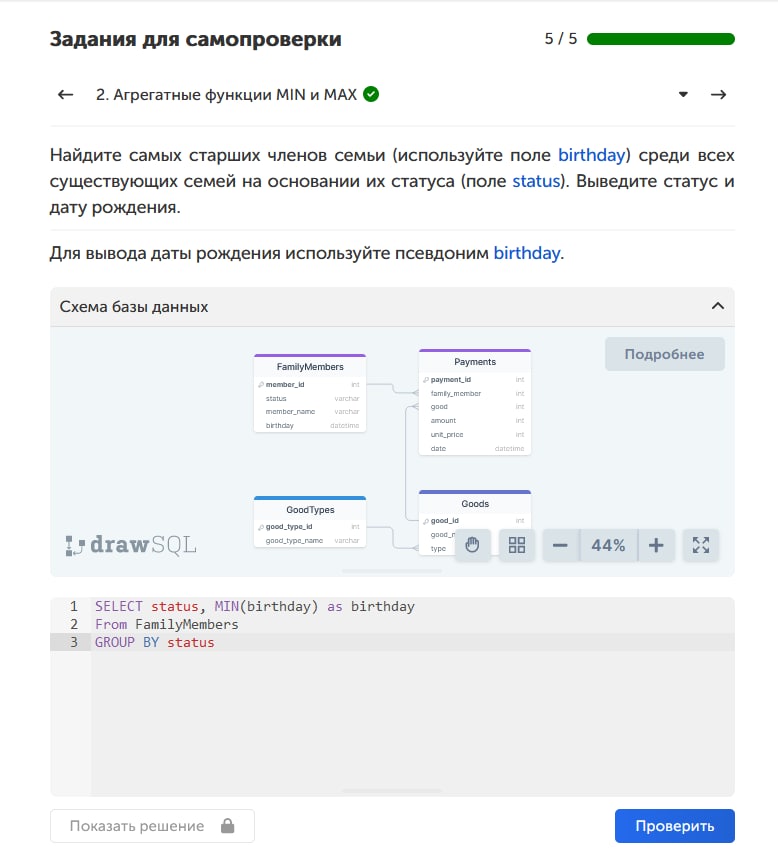 Задания для самопроверки
5 / 5
2. Агрегатные функции MIN и MAX
Найдите самых старших членов семьи (используйте поле birthday) среди всех
существующих семей на основании их статуса (поле status). Выведите статус и
дату рождения.
Для вывода даты рождения используйте псевдоним birthday.
Схема базы данных
Подробнее
FamilyMembers
member_id int
status varchar
member_name varchar
birthday datetime
Payments
payment_id int
family_member int
good int
amount int
unit_price int
date datetime
GoodTypes
good_type_id int
good_type_name varchar
Goods
good_id int
good_n
type
drawSQL
44%
1 SELECT status, MIN(birthday) as birthday
2 From FamilyMembers
3 GROUP BY status
Показать решение
Проверить